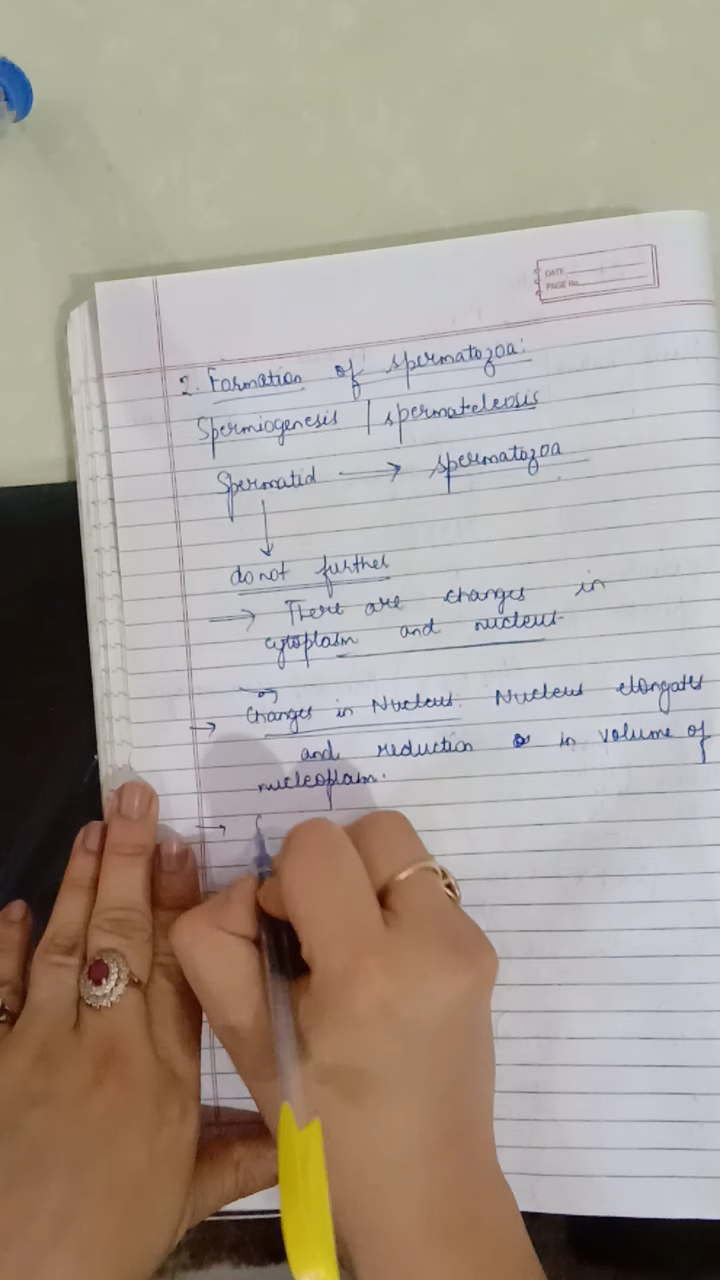 DATE
PAGE No.
2. Formation of spermatozoa:
Spermiogenesis / spermateleosis
Spermatid → spermatozoa
↓
do not further
→ There are changes in
cytoplasm and nucleus
→ Changes in Nucleus. Nucleus elongates
and reduction in volume of
nucleoplasm.
→